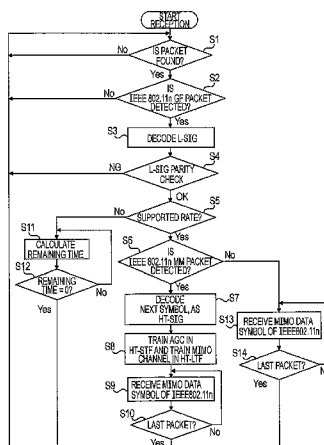 START
RECEPTION
S1
IS PACKET
FOUND?
No
Yes
S2
IS
IEEE 802.11n GF PACKET
DETECTED?
No
Yes
S3
DECODE L-SIG
S4
L-SIG PARITY
CHECK
NG
OK
S5
SUPPORTED RATE?
No
Yes
S11
CALCULATE
REMAINING TIME
S12
REMAINING
TIME = 0?
No
Yes
S6
IS
IEEE 802.11n MM PACKET
DETECTED?
No
Yes
DECODE
NEXT SYMBOL, AS
HT-SIG
S7
S8
TRAIN AGC IN
HT-STF AND TRAIN MIMO
CHANNEL IN HT-LTF
S9
RECEIVE MIMO DATA
SYMBOL OF IEEE802.11n
S10
LAST PACKET?
No
Yes
S13
RECEIVE MIMO DATA
SYMBOL OF IEEE802.11n
S14
LAST PACKET?
Yes